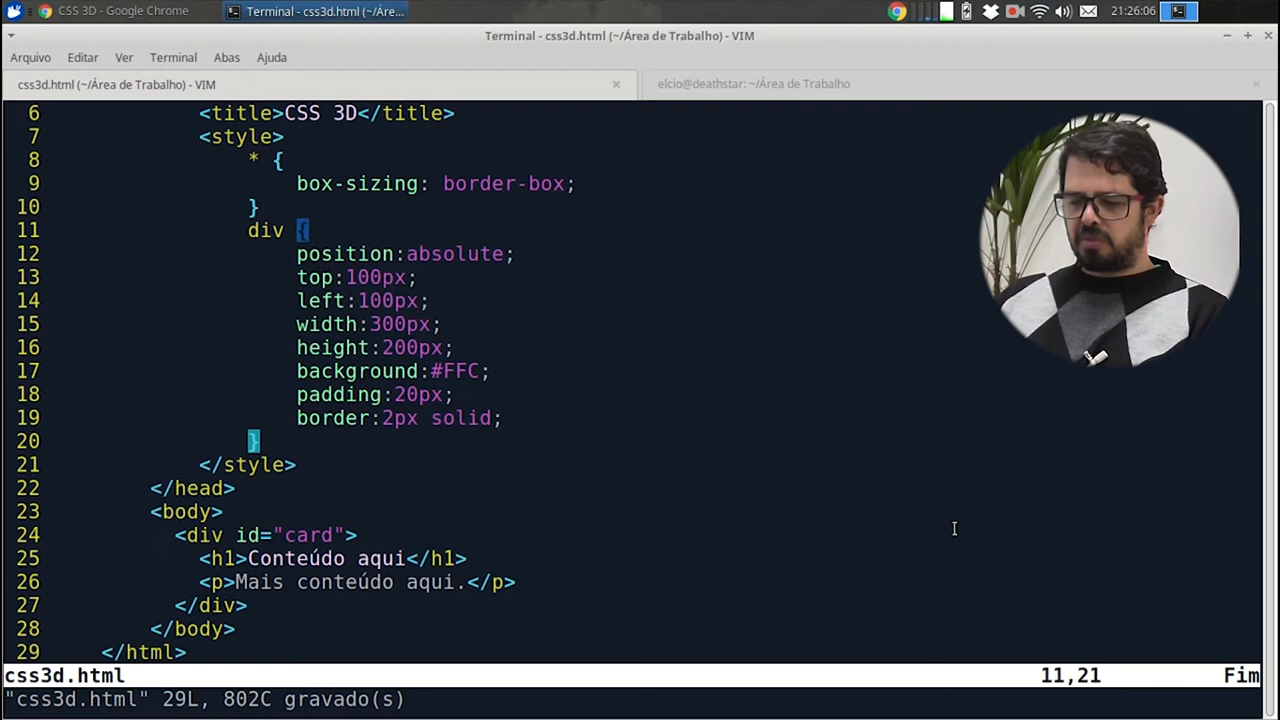 CSS 3D - Google Chrome
Terminal - css3d.html (~/Áre...
21:26:06
Terminal - css3d.html (~/Área de Trabalho) - VIM
Arquivo Editar Ver Terminal Abas Ajuda
css3d.html (~/Área de Trabalho) - VIM
elcio@deathstar: ~/Área de Trabalho
6 <title>CSS 3D</title>
7 <style>
8 * {
9 box-sizing: border-box;
10 }
11 div {
12 position:absolute;
13 top:100px;
14 left:100px;
15 width:300px;
16 height:200px;
17 background:#FFC;
18 padding:20px;
19 border:2px solid;
20 }
21 </style>
22 </head>
23 <body>
24 <div id="card">
25 <h1>Conteúdo aqui</h1>
26 <p>Mais conteúdo aqui.</p>
27 </div>
28 </body>
29 </html>
css3d.html 11,21 Fim
"css3d.html" 29L, 802C gravado(s)